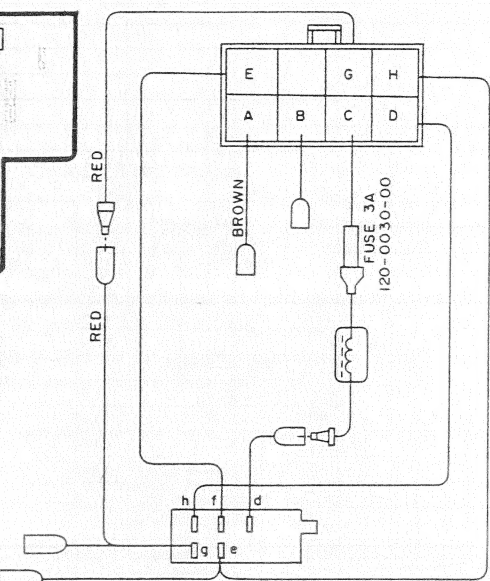 E G H
A B C D
RED
BROWN
FUSE 3A
120-0030-00
RED
h f d
g e